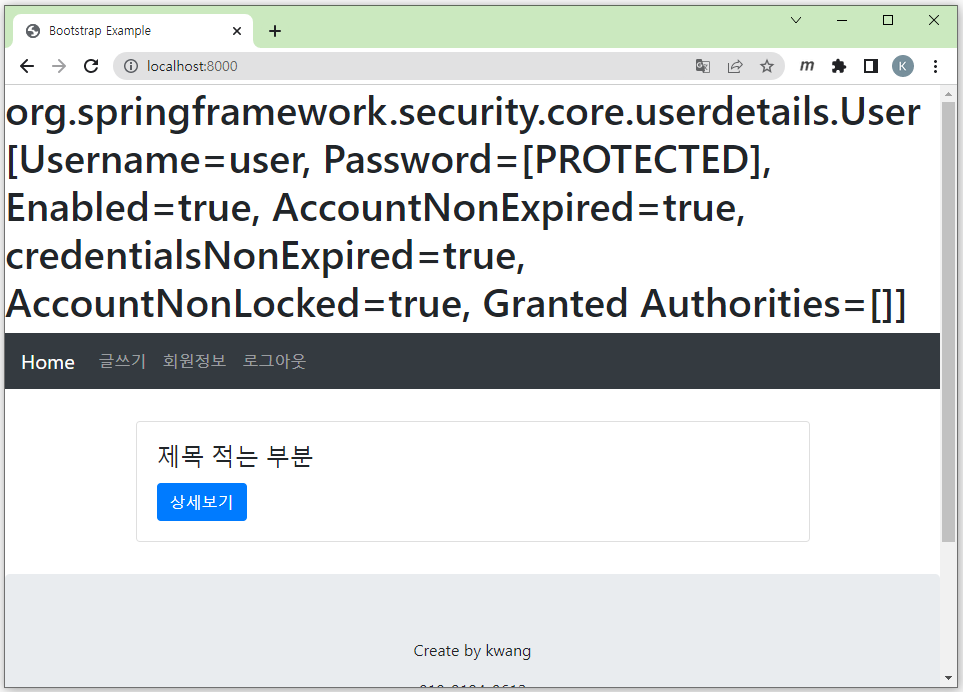 Bootstrap Example
localhost:8000
m
K
org.springframework.security.core.userdetails.User
[Username=user, Password=[PROTECTED],
Enabled=true, AccountNonExpired=true,
credentialsNonExpired=true,
AccountNonLocked=true, Granted Authorities=[]]
Home 글쓰기 회원정보 로그아웃
제목 적는 부분
상세보기
Create by kwang